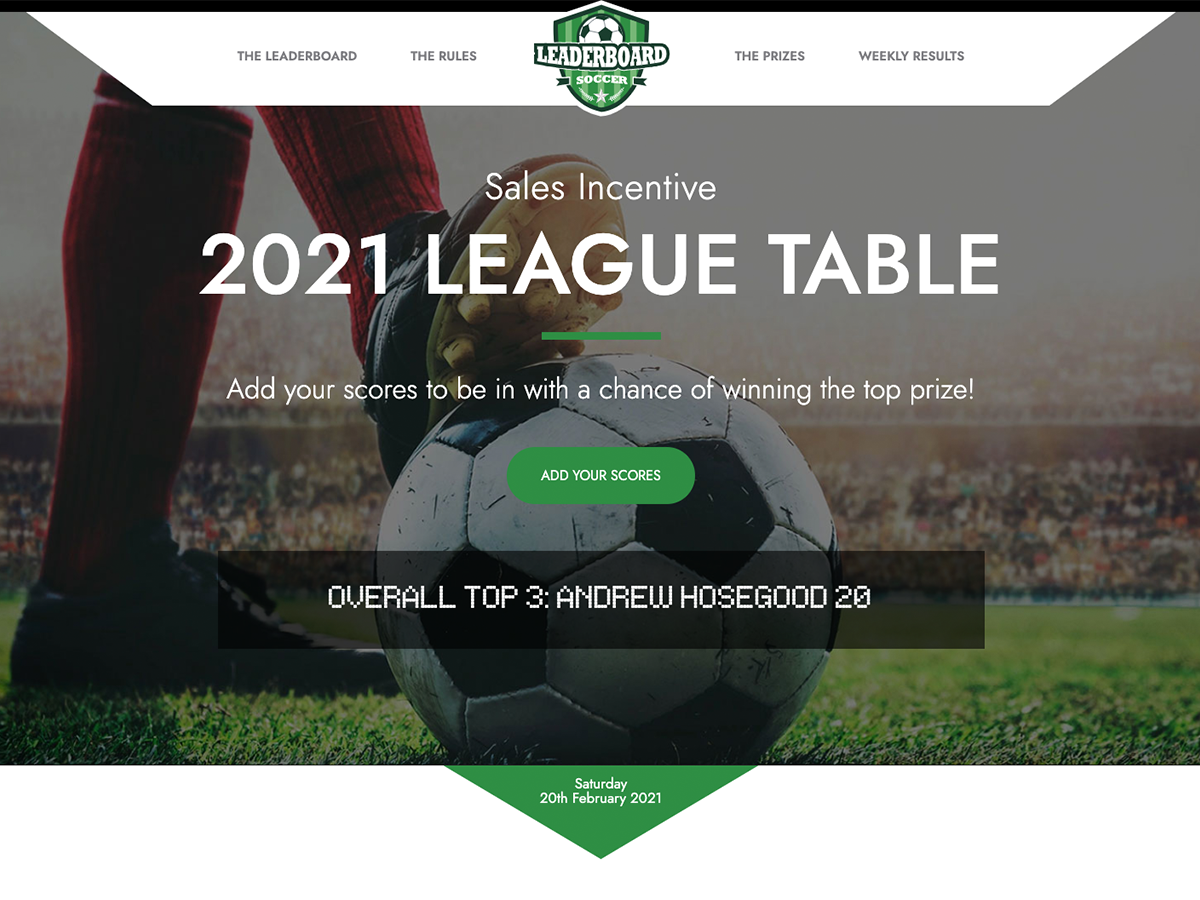 THE LEADERBOARD
THE RULES
LEADERBOARD
SOCCER
THE PRIZES
WEEKLY RESULTS
Sales Incentive
2021 LEAGUE TABLE
Add your scores to be in with a chance of winning the top prize!
ADD YOUR SCORES
OVERALL TOP 3: ANDREW HOSEGOOD 20
Saturday
20th February 2021